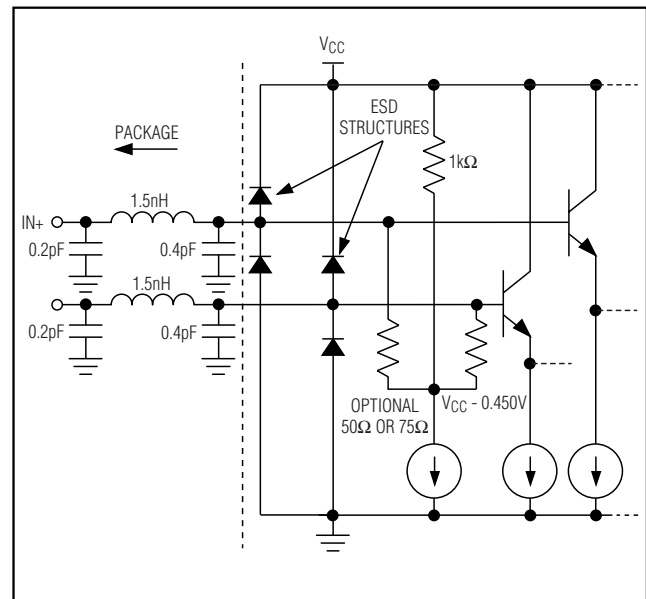 VCC
ESD
STRUCTURES
PACKAGE
1kΩ
1.5nH
IN+
0.2pF
0.4pF
1.5nH
0.2pF
0.4pF
OPTIONAL
50Ω OR 75Ω
VCC - 0.450V